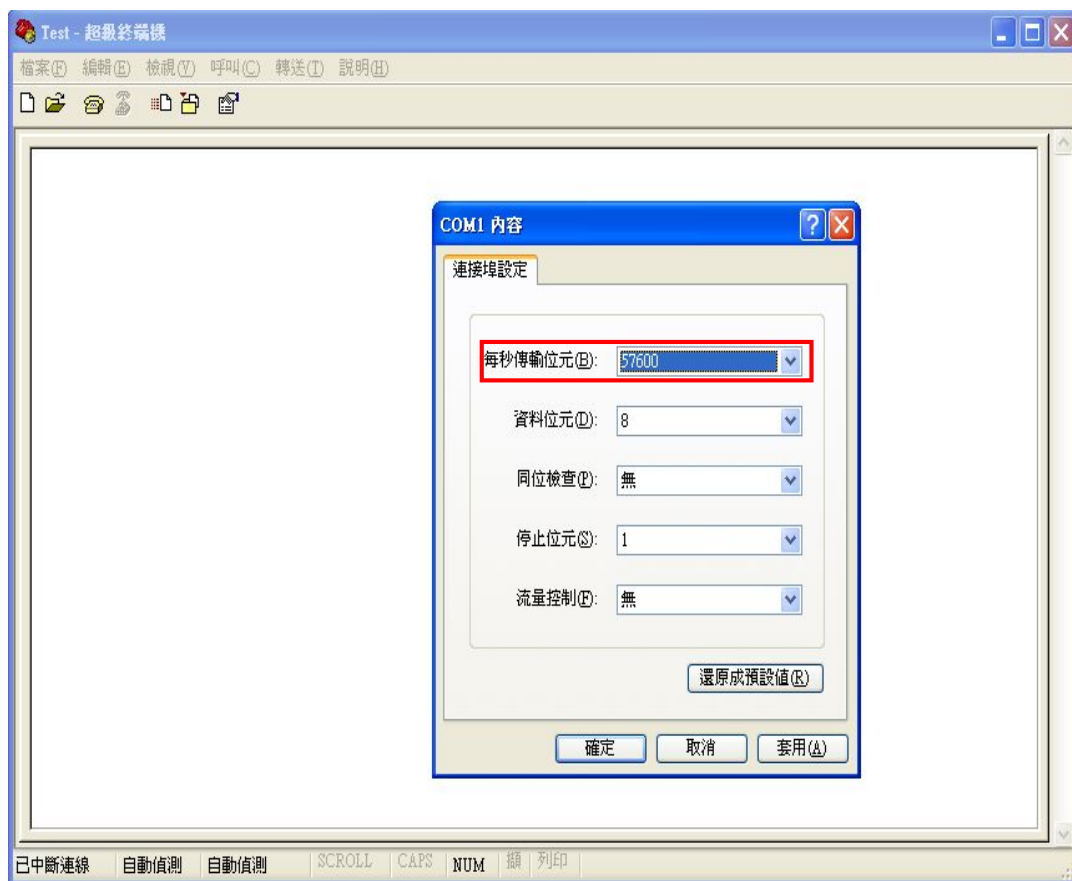 Test - 超級終端機
檔案(F) 編輯(E) 檢視(V) 呼叫(C) 轉送(T) 說明(H)
COM1 內容
連接埠設定
每秒傳輸位元(B): 57600
資料位元(D): 8
同位檢查(P): 無
停止位元(S): 1
流量控制(F): 無
還原成預設值(R)
確定 取消 套用(A)
已中斷連線 自動偵測 自動偵測 SCROLL CAPS NUM 擷 列印